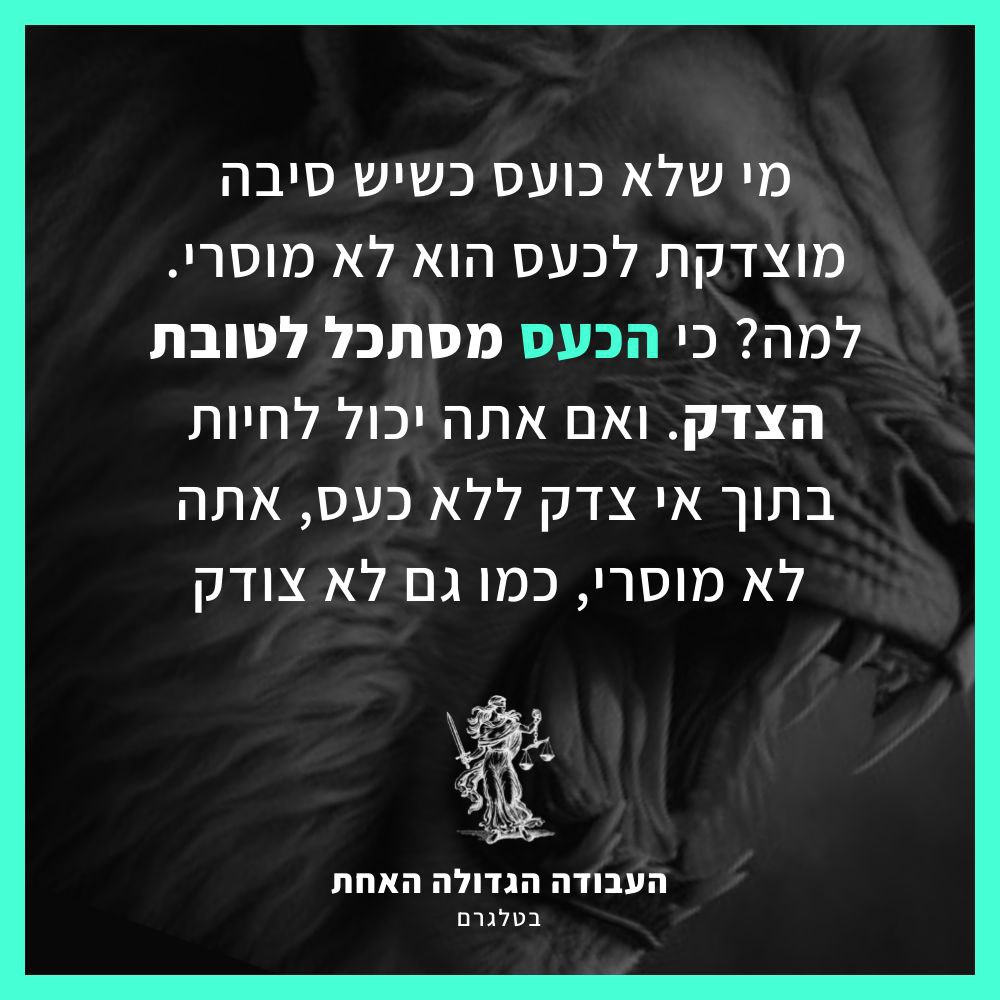 מי שלא כועס כשיש סיבה
מוצדקת לכעס הוא לא מוסרי.
למה? כי הכעס מסתכל לטובת
הצדק. ואם אתה יכול לחיות
בתוך אי צדק ללא כעס, אתה
לא מוסרי, כמו גם לא צודק
העבודה הגדולה האחת
בטלגרם